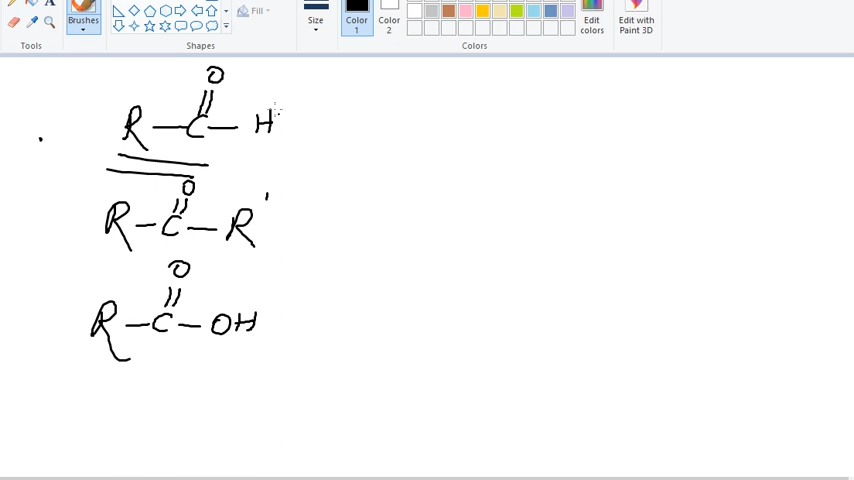 Fill
Size
Color 1
Color 2
Edit colors
Edit with Paint 3D
Brushes
Tools
Shapes
Colors
O
R—C—H
O
R—C—R'
O
R—C—OH